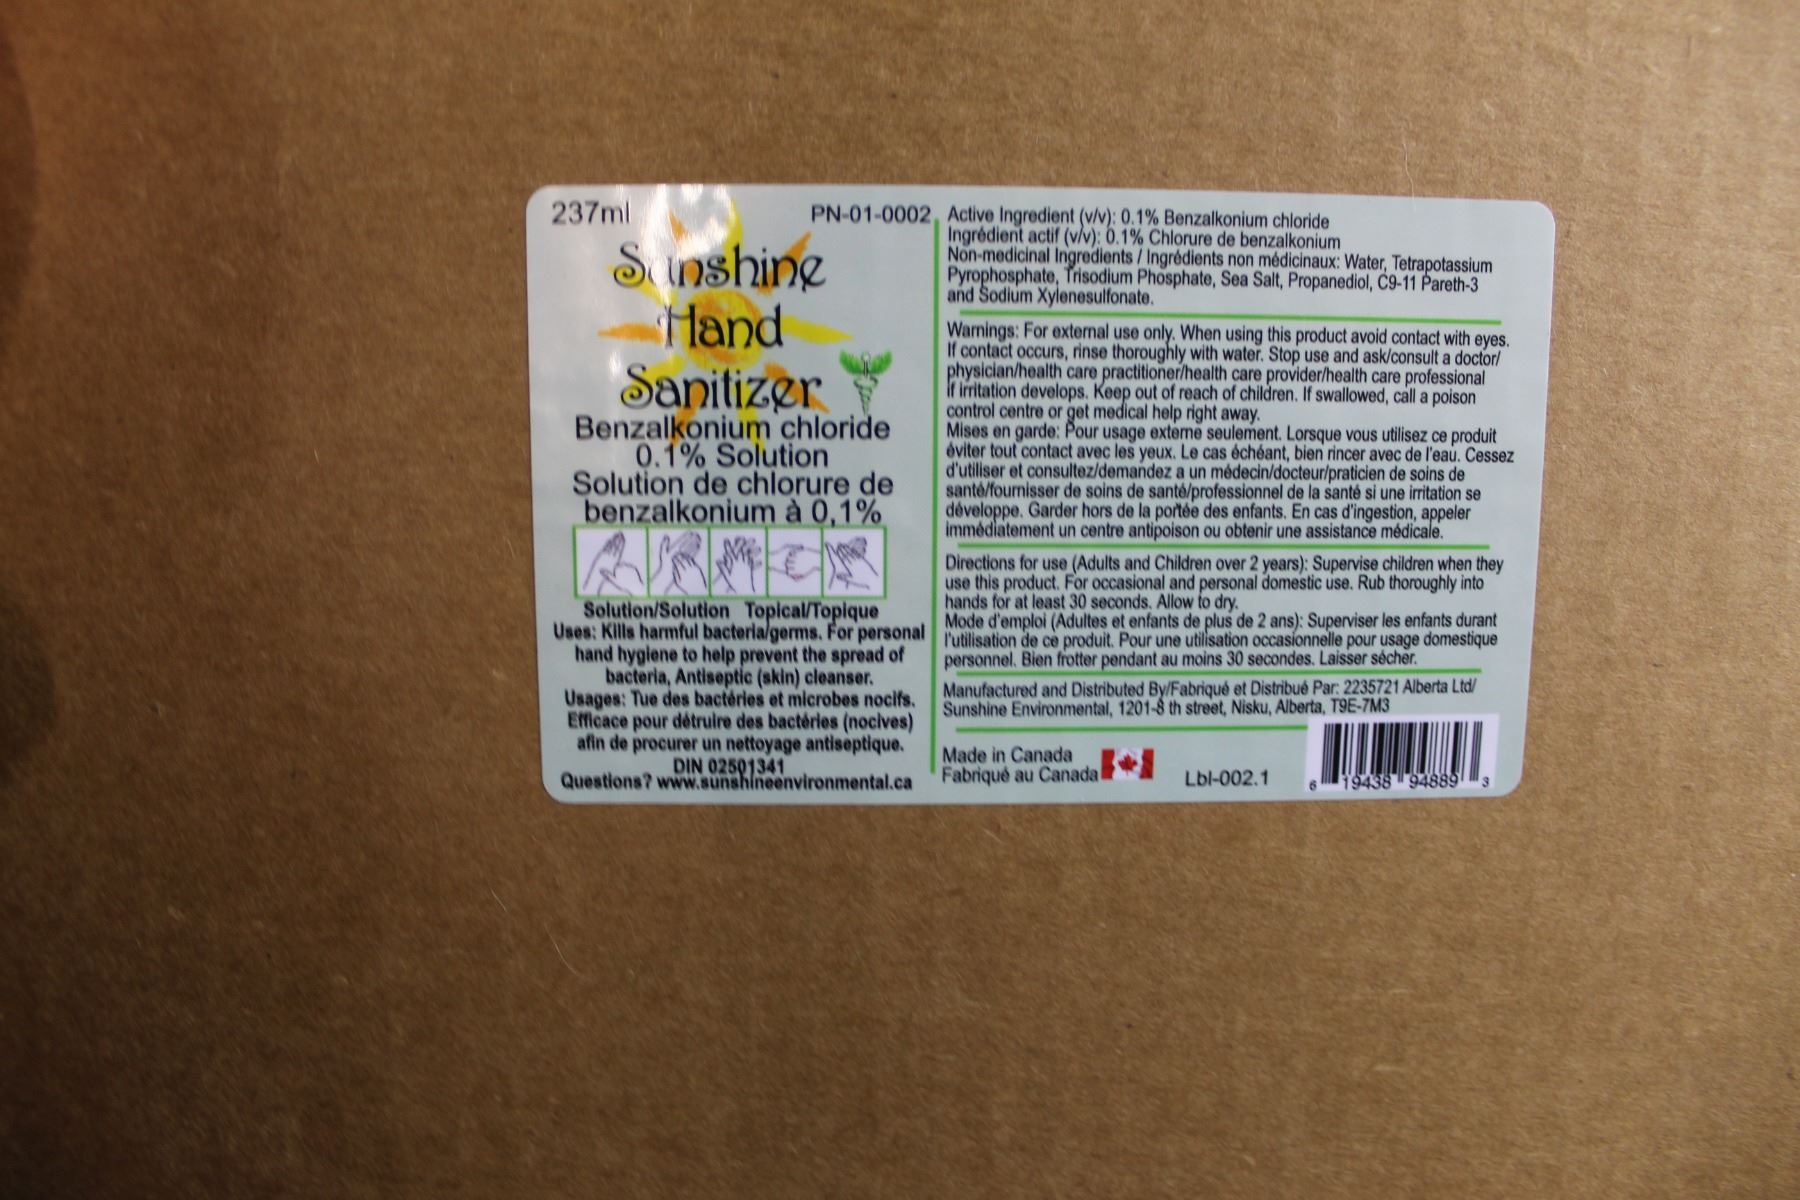 237ml
PN-01-0002
Sunshine
Hand
Sanitizer
Benzalkonium chloride
0.1% Solution
Solution de chlorure de
benzalkonium à 0,1%
Solution/Solution Topical/Topique
Uses: Kills harmful bacteria/germs. For personal
hand hygiene to help prevent the spread of
bacteria, Antiseptic (skin) cleanser.
Usages: Tue des bactéries et microbes nocifs.
Efficace pour détruire des bactéries (nocives)
afin de procurer un nettoyage antiseptique.
DIN 02501341
Questions? www.sunshineenvironmental.ca
Active Ingredient (v/v): 0.1% Benzalkonium chloride
Ingrédient actif (v/v): 0.1% Chlorure de benzalkonium
Non-medicinal Ingredients / Ingrédients non médicinaux: Water, Tetrapotassium
Pyrophosphate, Trisodium Phosphate, Sea Salt, Propanediol, C9-11 Pareth-3
and Sodium Xylenesulfonate.
Warnings: For external use only. When using this product avoid contact with eyes.
If contact occurs, rinse thoroughly with water. Stop use and ask/consult a doctor/
physician/health care practitioner/health care provider/health care professional
if irritation develops. Keep out of reach of children. If swallowed, call a poison
control centre or get medical help right away.
Mises en garde: Pour usage externe seulement. Lorsque vous utilisez ce produit
éviter tout contact avec les yeux. Le cas échéant, bien rincer avec de l'eau. Cessez
d'utiliser et consultez/demandez a un médecin/docteur/praticien de soins de
santé/fournisser de soins de santé/professionnel de la santé si une irritation se
développe. Garder hors de la portée des enfants. En cas d'ingestion, appeler
immédiatement un centre antipoison ou obtenir une assistance médicale.
Directions for use (Adults and Children over 2 years): Supervise children when they
use this product. For occasional and personal domestic use. Rub thoroughly into
hands for at least 30 seconds. Allow to dry.
Mode d'emploi (Adultes et enfants de plus de 2 ans): Superviser les enfants durant
l'utilisation de ce produit. Pour une utilisation occasionnelle pour usage domestique
personnel. Bien frotter pendant au moins 30 secondes. Laisser sécher.
Manufactured and Distributed By/Fabriqué et Distribué Par: 2235721 Alberta Ltd/
Sunshine Environmental, 1201-8 th street, Nisku, Alberta, T9E-7M3
Made in Canada
Fabriqué au Canada
Lbl-002.1
6 19438 94889 3